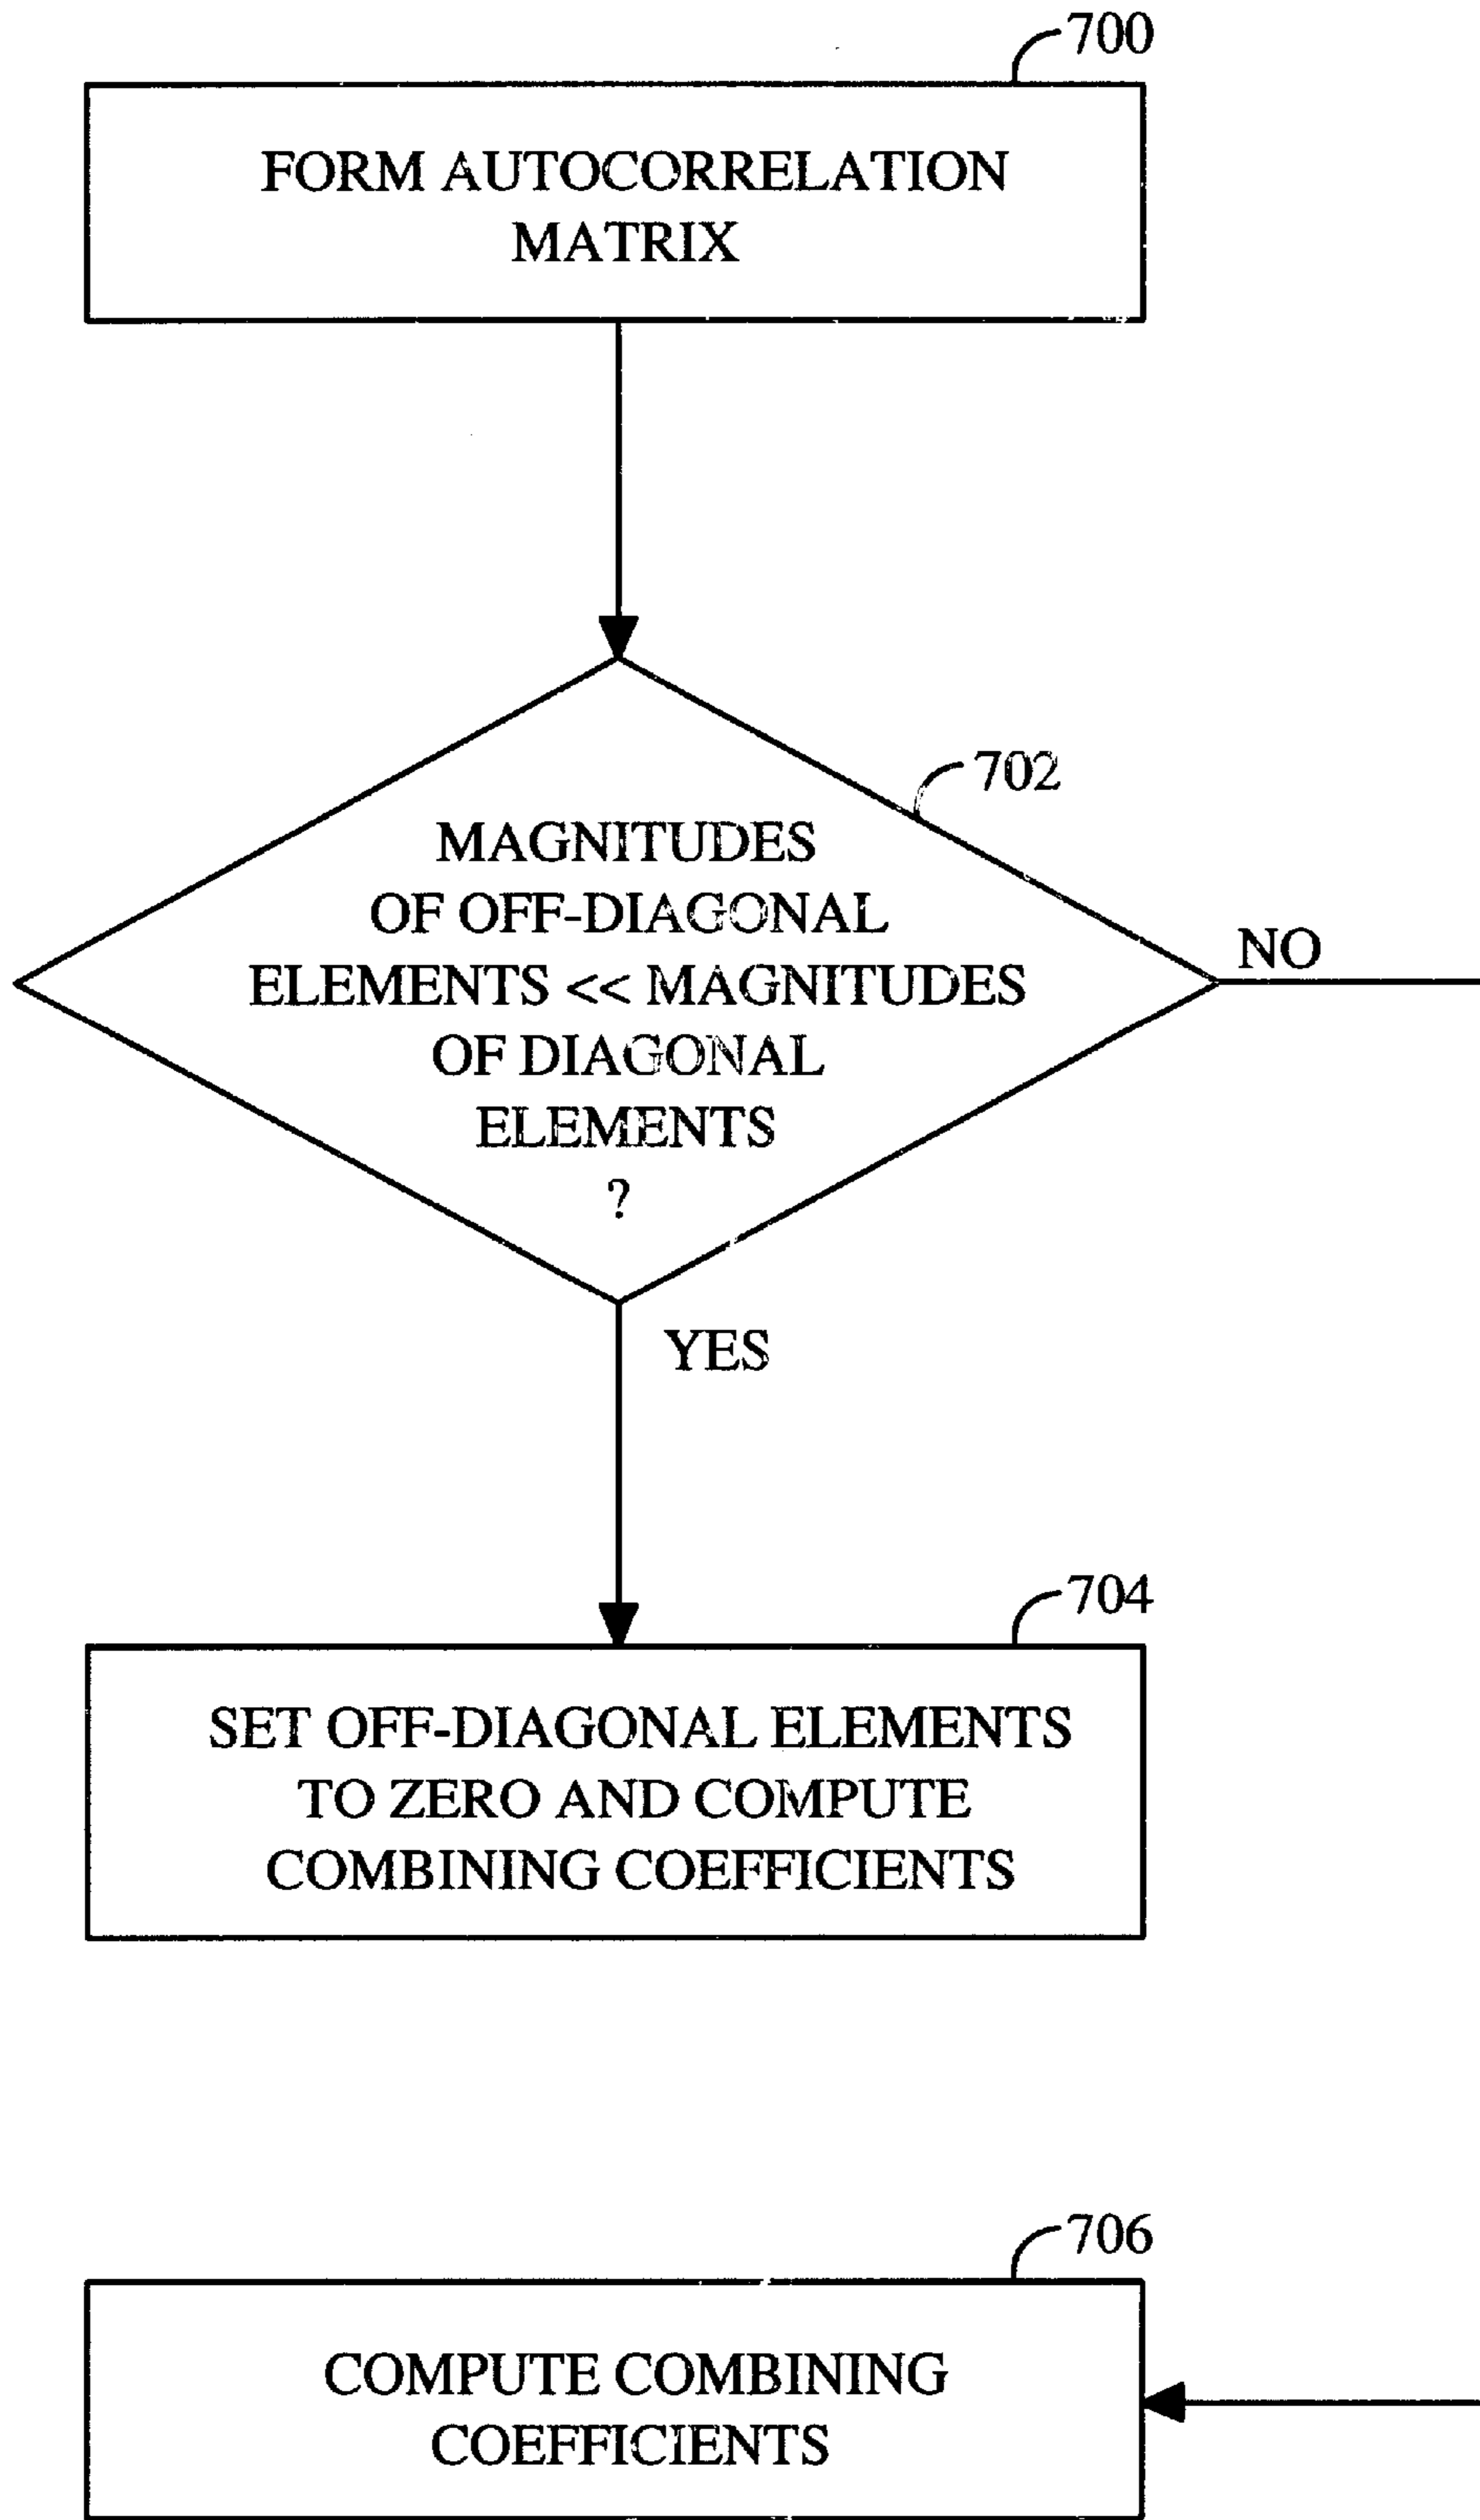 700
FORM AUTOCORRELATION
MATRIX
702
MAGNITUDES
OF OFF-DIAGONAL
ELEMENTS << MAGNITUDES
OF DIAGONAL
ELEMENTS
?
NO
YES
704
SET OFF-DIAGONAL ELEMENTS
TO ZERO AND COMPUTE
COMBINING COEFFICIENTS
706
COMPUTE COMBINING
COEFFICIENTS